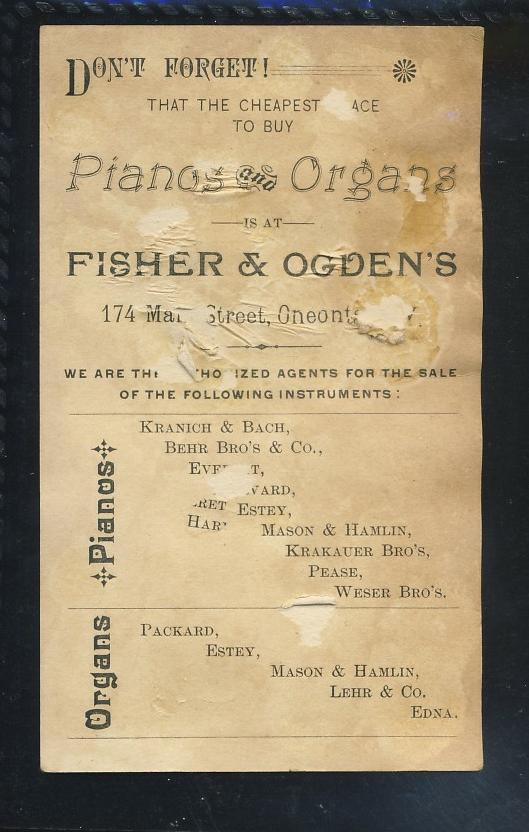 DON'T FORGET!
THAT THE CHEAPEST ACE
TO BUY
Pianos and Organs
IS AT
FISHER & OGDEN'S
174 Street,
WE ARE THE IZED AGENTS FOR THE SALE
OF THE FOLLOWING INSTRUMENTS:
Pianos
KRANICH & BACH,
BEHR BRO'S & CO.,
ESTEY,
MASON & HAMLIN,
KRAKAUER BRO'S,
PEASE,
WESER BRO'S.
Organs
PACKARD,
ESTEY,
MASON & HAMLIN,
LEHR & CO.
EDNA.